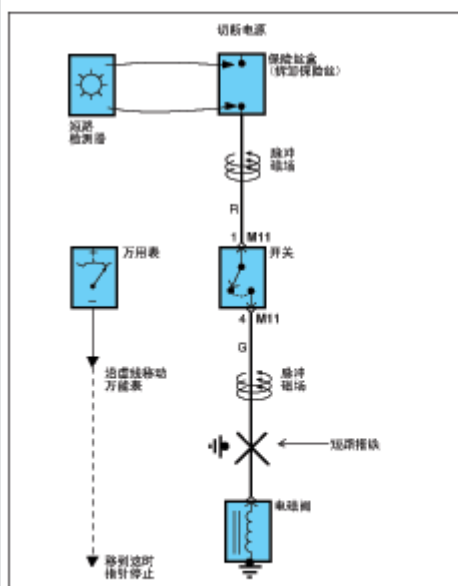 切断电源
保险丝盒
(拆卸保险丝)
短路
检测器
脉冲
磁场
R
1 M11
万用表
开关
4 M11
G
沿虚线移动
万能表
脉冲
磁场
短路搭铁
电磁阀
移到这时
指针停止